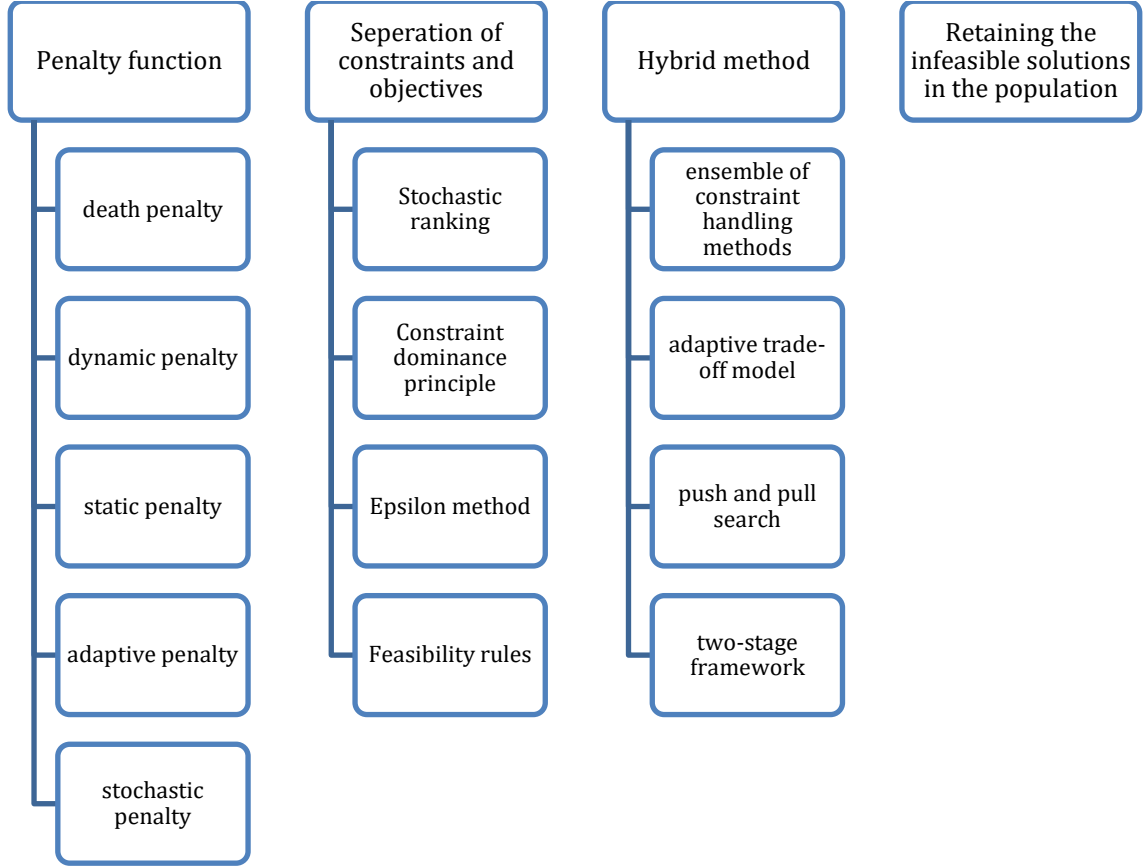 Penalty function
death penalty
dynamic penalty
static penalty
adaptive penalty
stochastic
penalty
Seperation of
constraints and
objectives
Stochastic
ranking
Constraint
dominance
principle
Epsilon method
Feasibility rules
Hybrid method
ensemble of
constraint
handling
methods
adaptive trade-
off model
push and pull
search
two-stage
framework
Retaining the
infeasible solutions
in the population